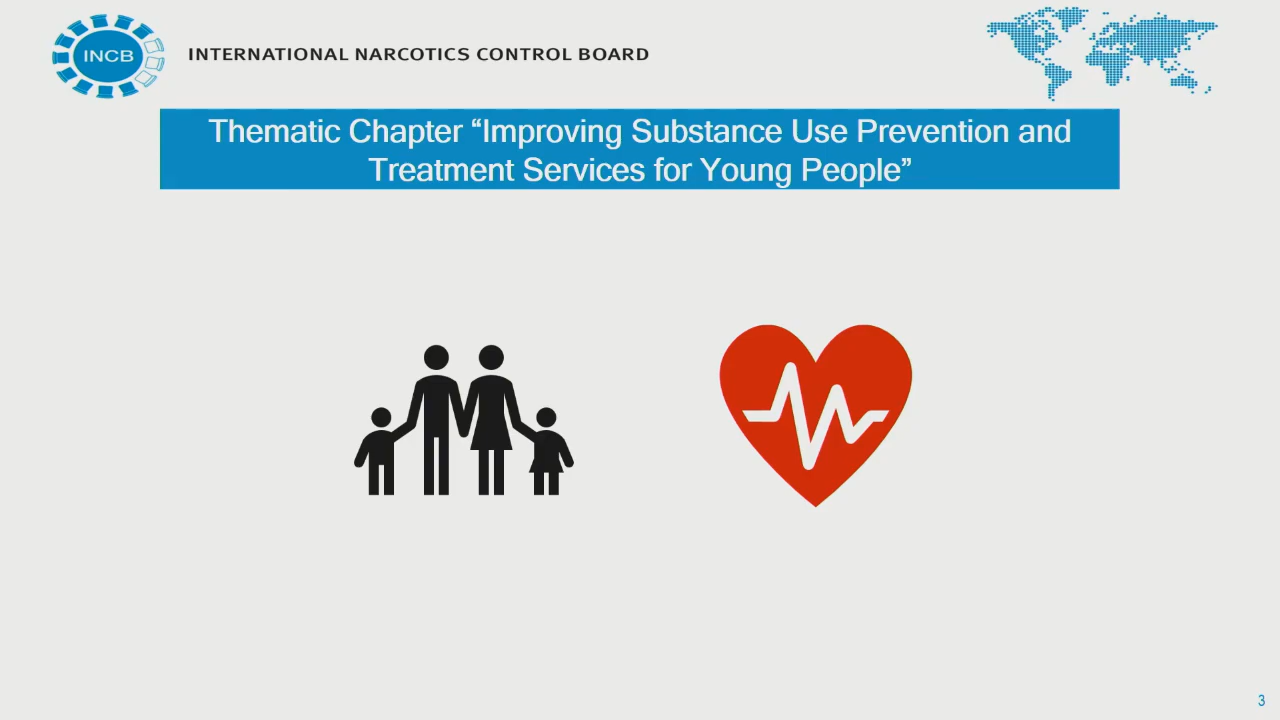 INCB
INTERNATIONAL NARCOTICS CONTROL BOARD
Thematic Chapter “Improving Substance Use Prevention and
Treatment Services for Young People”
3